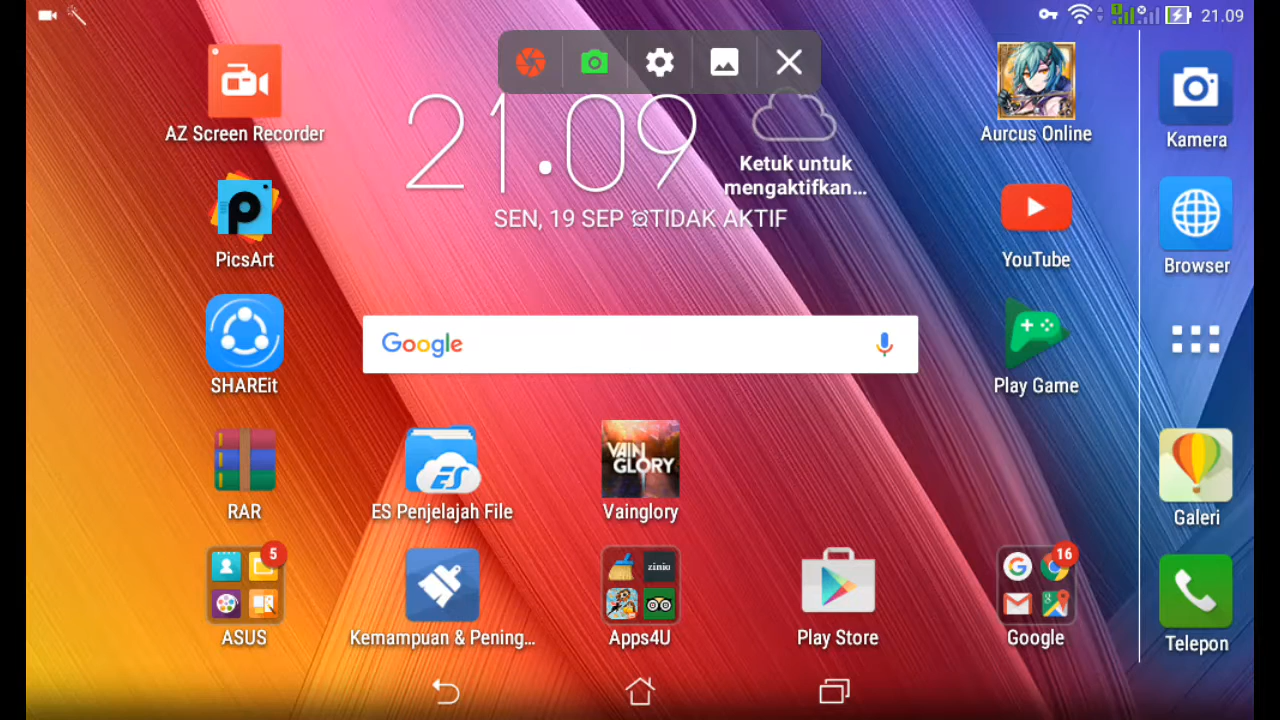 21.09
AZ Screen Recorder
21.09
Ketuk untuk
mengaktifkan...
SEN, 19 SEP TIDAK AKTIF
Aurcus Online
Kamera
PicsArt
YouTube
Browser
Google
SHAREit
Play Game
RAR
ES
ES Penjelajah File
VAIN
GLORY
Vainglory
Galeri
5
ASUS
Kemampuan & Pening...
zinio
Apps4U
Play Store
16
Google
Telepon